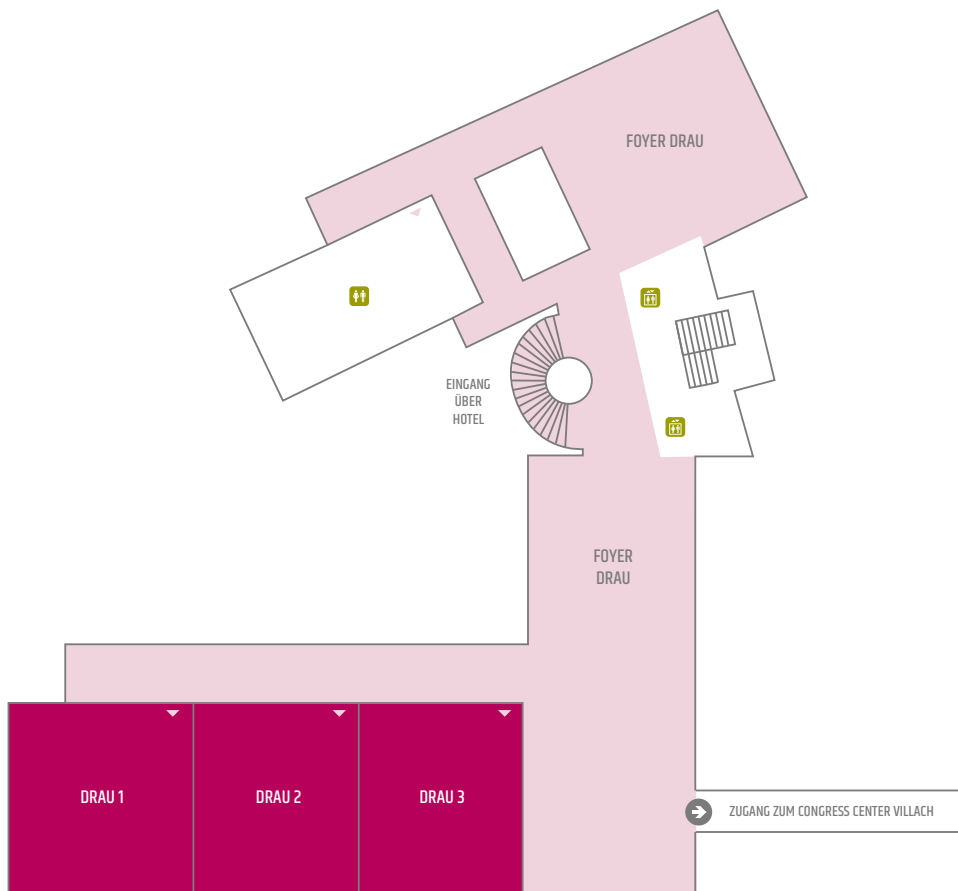 FOYER DRAU
EINGANG
ÜBER
HOTEL
FOYER
DRAU
DRAU 1
DRAU 2
DRAU 3
ZUGANG ZUM CONGRESS CENTER VILLACH